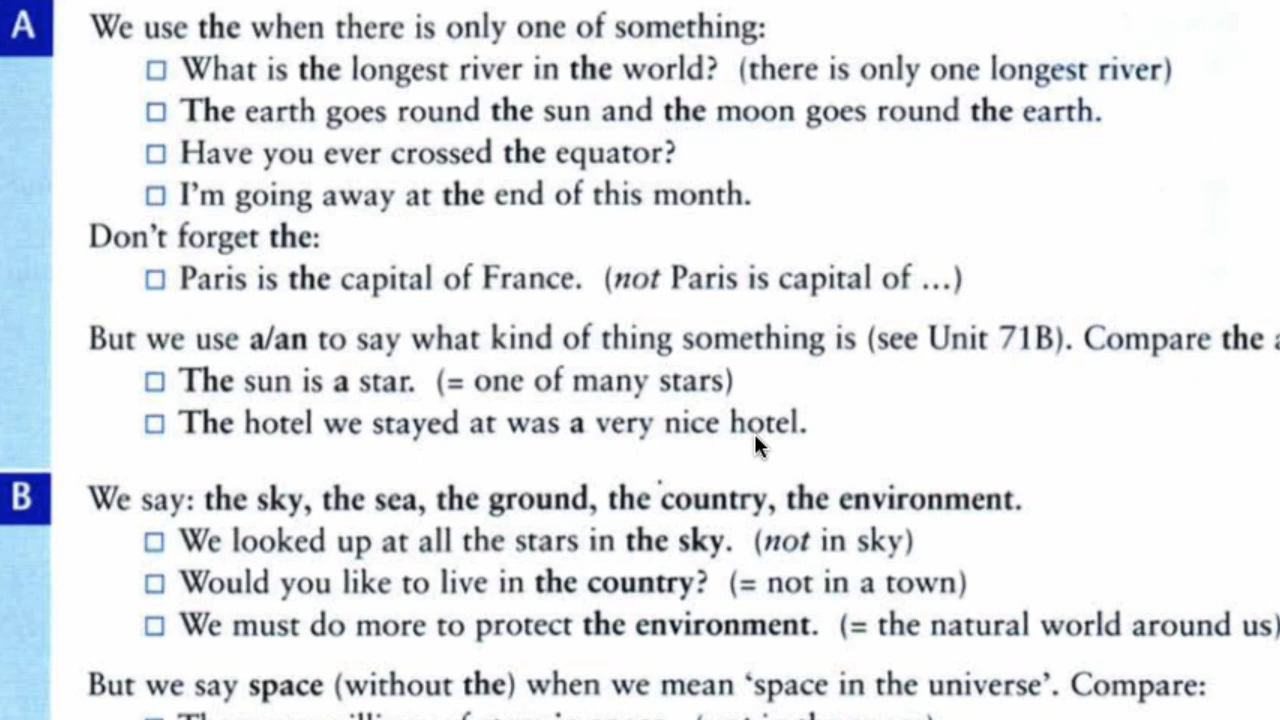 A
We use the when there is only one of something:
What is the longest river in the world? (there is only one longest river)
The earth goes round the sun and the moon goes round the earth.
Have you ever crossed the equator?
I'm going away at the end of this month.
Don't forget the:
Paris is the capital of France. (not Paris is capital of ...)
But we use a/an to say what kind of thing something is (see Unit 71B). Compare the
The sun is a star. (= one of many stars)
The hotel we stayed at was a very nice hotel.
B
We say: the sky, the sea, the ground, the country, the environment.
We looked up at all the stars in the sky. (not in sky)
Would you like to live in the country? (= not in a town)
We must do more to protect the environment. (= the natural world around us)
But we say space (without the) when we mean ‘space in the universe’. Compare: